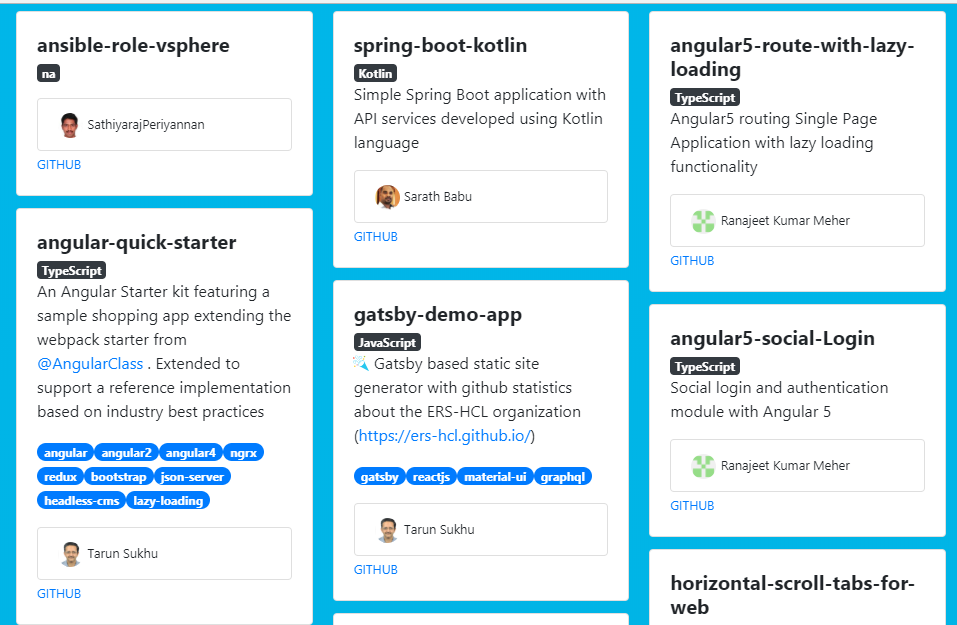 ansible-role-vsphere
na
SathiyarajPeriyannan
GITHUB
angular-quick-starter
TypeScript
An Angular Starter kit featuring a
sample shopping app extending the
webpack starter from
@AngularClass . Extended to
support a reference implementation
based on industry best practices
angular angular2 angular4 ngrx
redux bootstrap json-server
headless-cms lazy-loading
Tarun Sukhu
GITHUB
spring-boot-kotlin
Kotlin
Simple Spring Boot application with
API services developed using Kotlin
language
Sarath Babu
GITHUB
gatsby-demo-app
JavaScript
Gatsby based static site
generator with github statistics
about the ERS-HCL organization
(https://ers-hcl.github.io/)
gatsby reactjs material-ui graphql
Tarun Sukhu
GITHUB
angular5-route-with-lazy-
loading
TypeScript
Angular5 routing Single Page
Application with lazy loading
functionality
Ranajeet Kumar Meher
GITHUB
angular5-social-Login
TypeScript
Social login and authentication
module with Angular 5
Ranajeet Kumar Meher
GITHUB
horizontal-scroll-tabs-for-
web